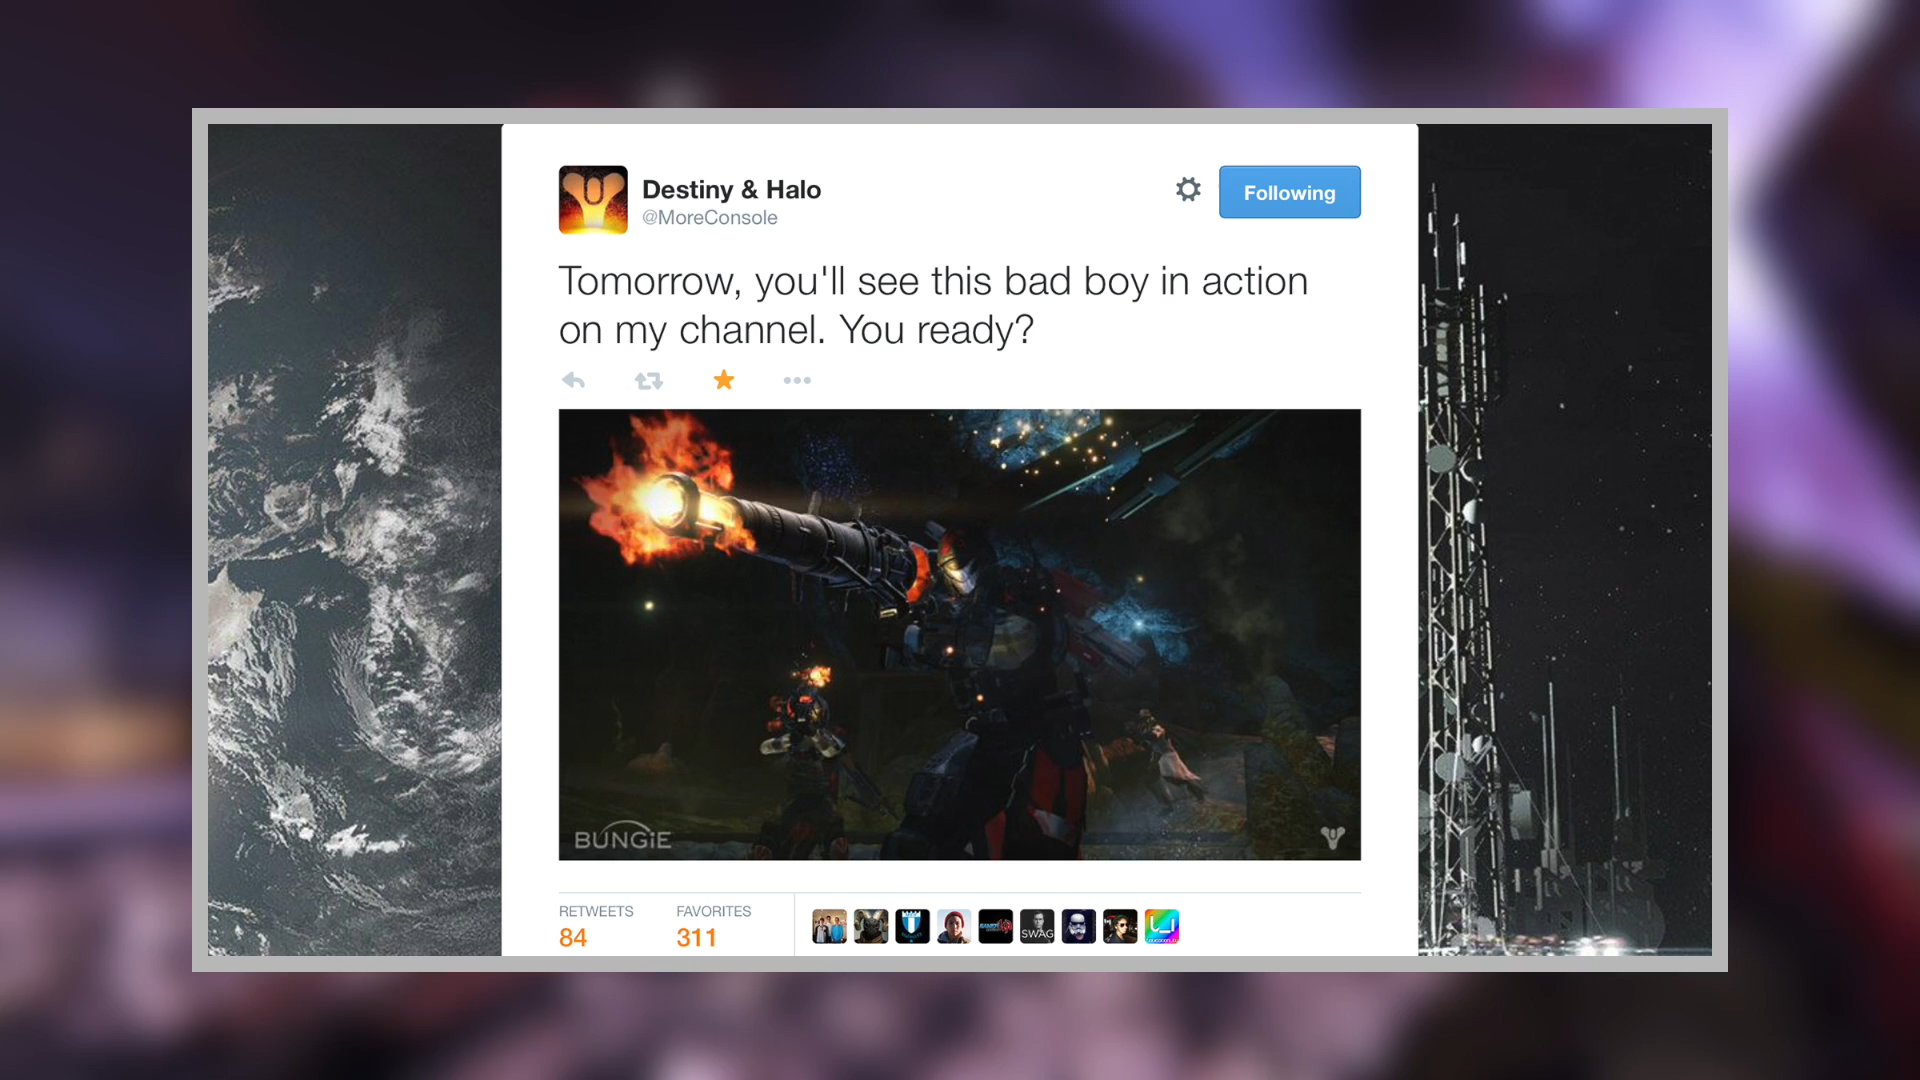 Destiny & Halo
@MoreConsole
Following
Tomorrow, you'll see this bad boy in action
on my channel. You ready?
BUNGiE
RETWEETS
84
FAVORITES
311
SWAG